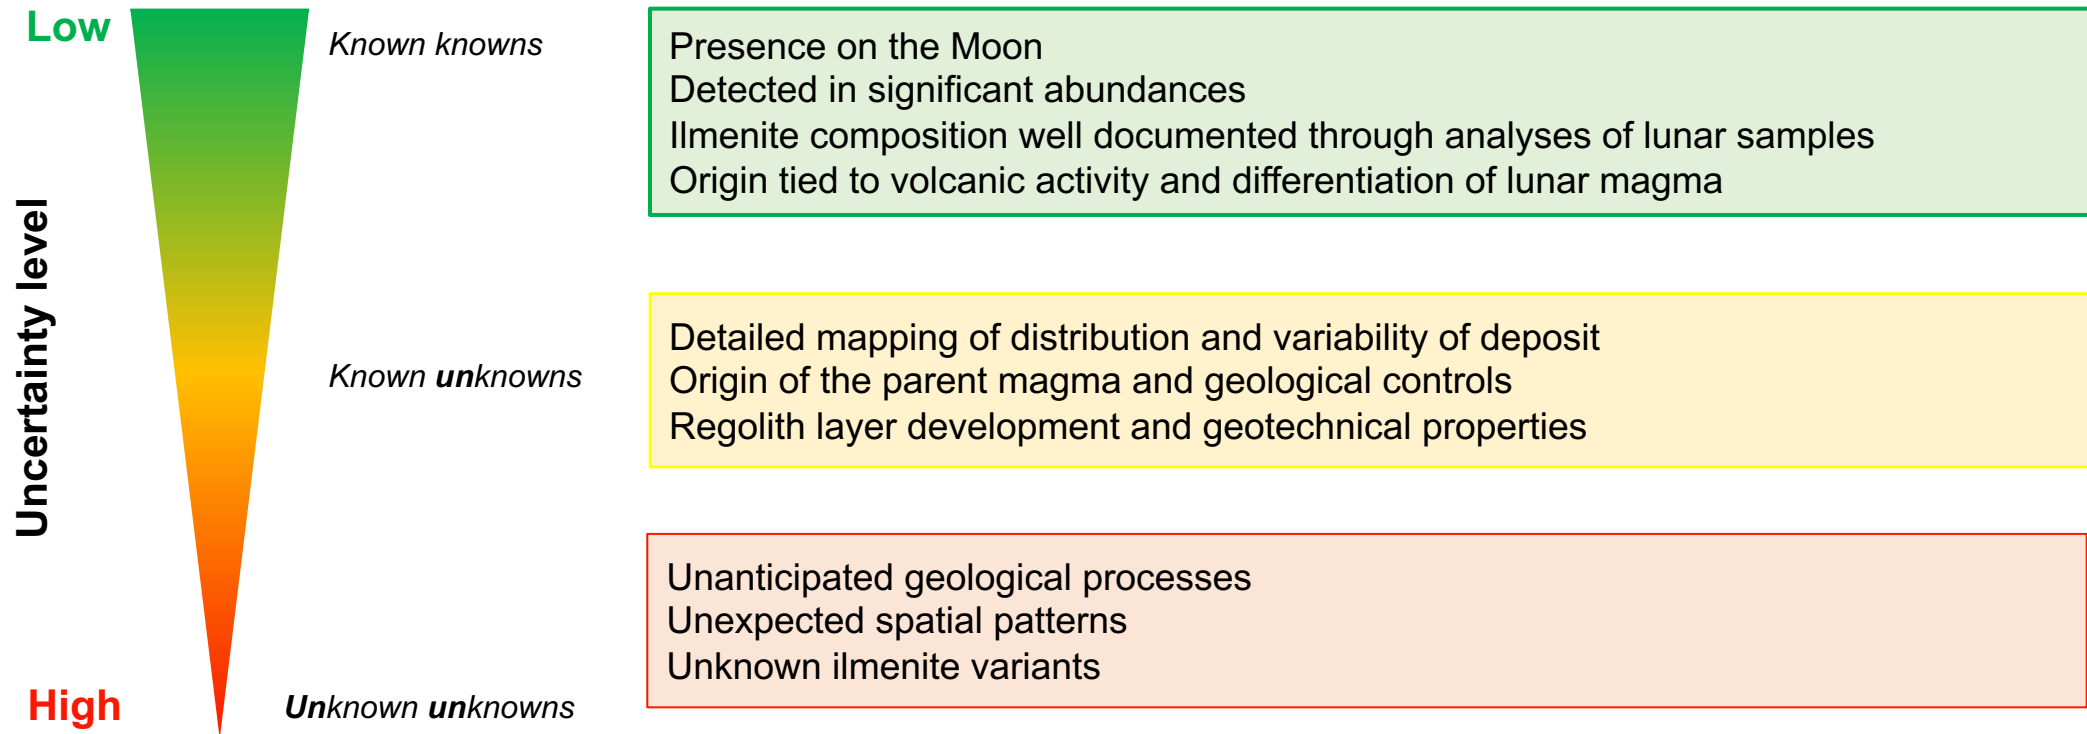 Low
Known knowns
Presence on the Moon
Detected in significant abundances
Ilmenite composition well documented through analyses of lunar samples
Origin tied to volcanic activity and differentiation of lunar magma
Uncertainty level
Known unknowns
Detailed mapping of distribution and variability of deposit
Origin of the parent magma and geological controls
Regolith layer development and geotechnical properties
Unanticipated geological processes
Unexpected spatial patterns
Unknown ilmenite variants
High
Unknown unknowns